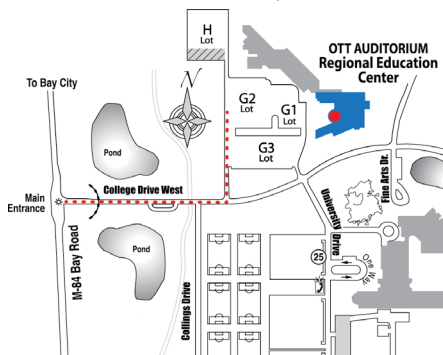 H
Lot
OTT AUDITORIUM
Regional Education
Center
To Bay City
N
G2
Lot
G1
Lot
G3
Lot
Pond
College Drive West
Main
Entrance
Fine Arts Dr.
University Drive
M-84 Bay Road
Pond
Collings Drive
25
One Way